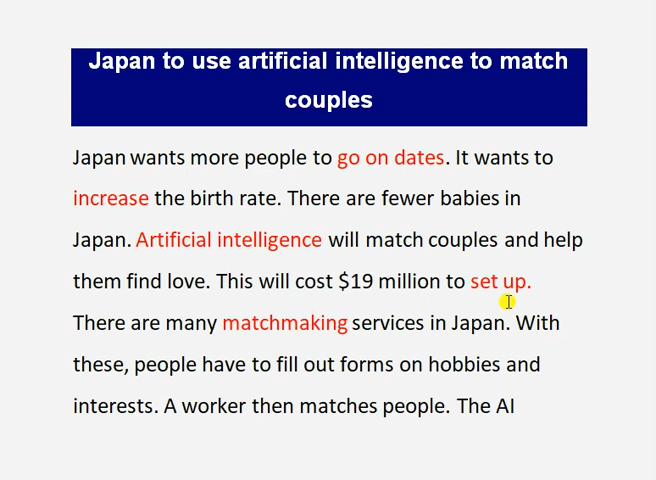 Japan to use artificial intelligence to match
couples
Japan wants more people to go on dates. It wants to
increase the birth rate. There are fewer babies in
Japan. Artificial intelligence will match couples and help
them find love. This will cost $19 million to set up.
There are many matchmaking services in Japan. With
these, people have to fill out forms on hobbies and
interests. A worker then matches people. The AI